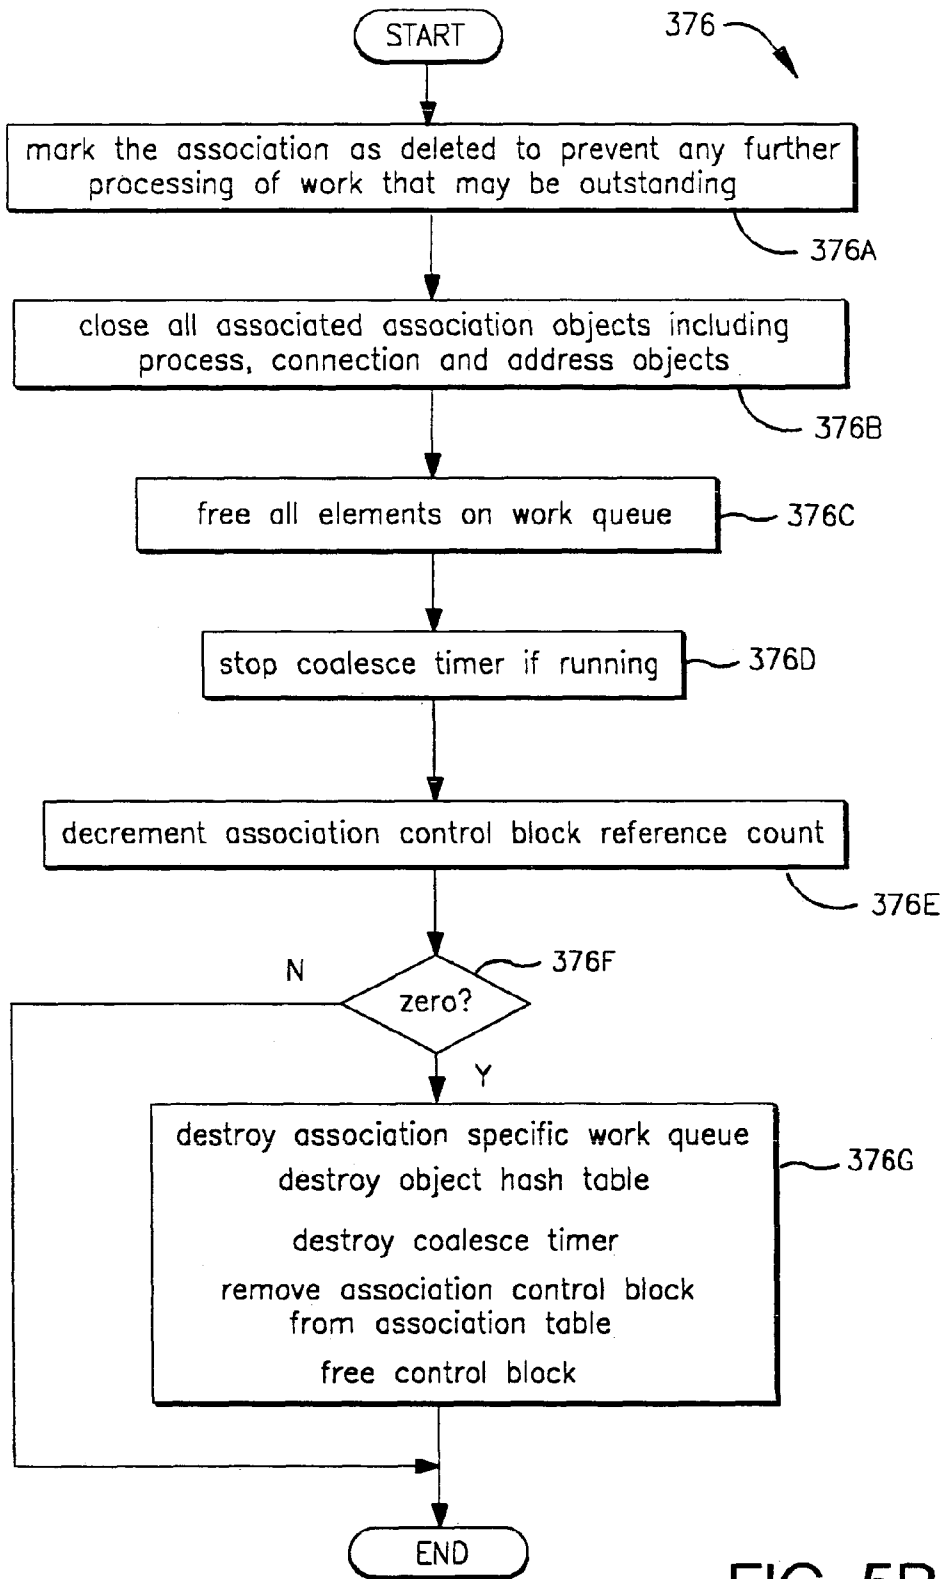 START
376
mark the association as deleted to prevent any further
processing of work that may be outstanding
376A
close all associated association objects including
process, connection and address objects
376B
free all elements on work queue
376C
stop coalesce timer if running
376D
decrement association control block reference count
376E
376F
N
zero?
Y
destroy association specific work queue
destroy object hash table
376G
destroy coalesce timer
remove association control block
from association table
free control block
END